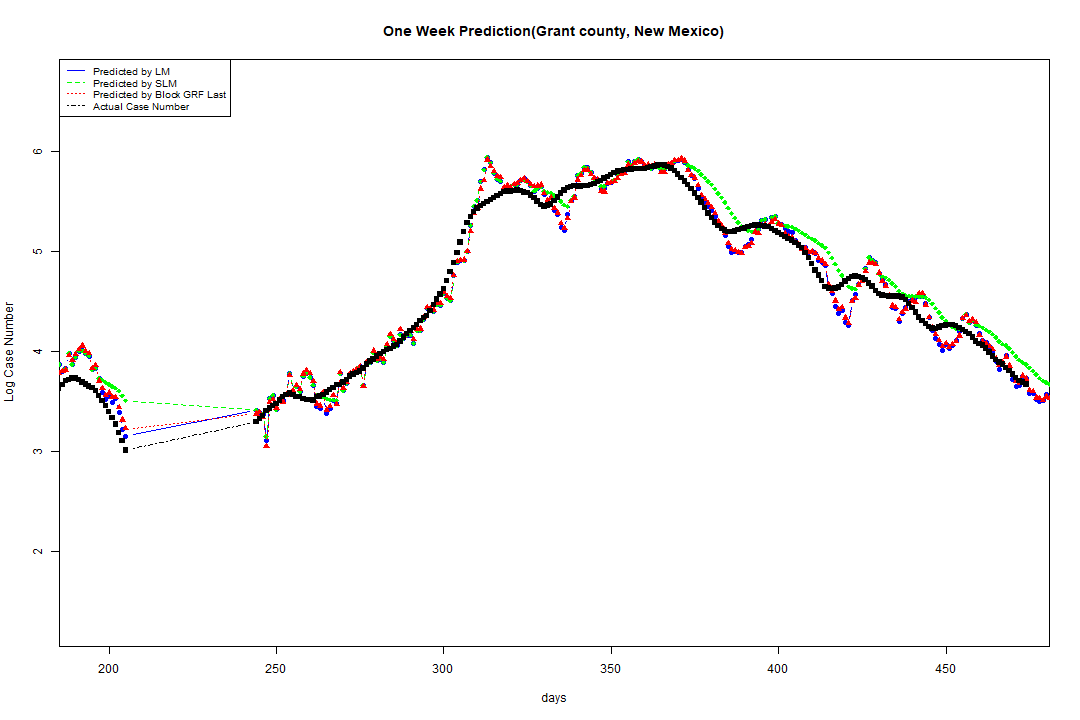 One Week Prediction(Grant county, New Mexico)
Predicted by LM
Predicted by SLM
Predicted by Block GRF Last
Actual Case Number
Log Case Number
6
5
4
3
2
200 250 300 350 400 450
days